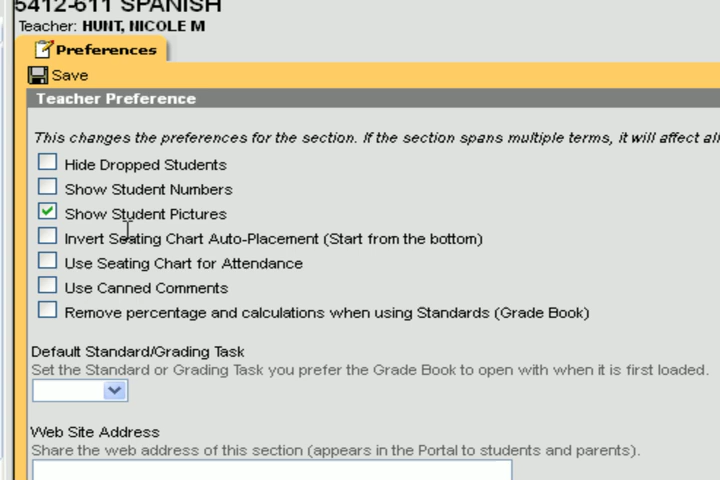 5412-611 SPANISH
Teacher: HUNT, NICOLE M
Preferences
Save
Teacher Preference
This changes the preferences for the section. If the section spans multiple terms, it will affect all
Hide Dropped Students
Show Student Numbers
Show Student Pictures
Invert Seating Chart Auto-Placement (Start from the bottom)
Use Seating Chart for Attendance
Use Canned Comments
Remove percentage and calculations when using Standards (Grade Book)
Default Standard/Grading Task
Set the Standard or Grading Task you prefer the Grade Book to open with when it is first loaded.
Web Site Address
Share the web address of this section (appears in the Portal to students and parents).